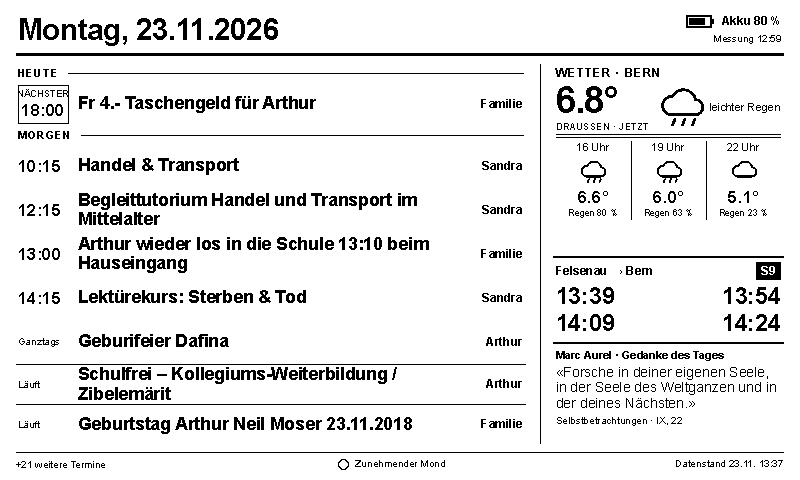 Montag, 23.11.2026
Akku 80 %
Messung 12:59
HEUTE
NÄCHSTER
18:00
Fr 4.- Taschengeld für Arthur
Familie
MORGEN
10:15
Handel & Transport
Sandra
12:15
Begleittutorium Handel und Transport im
Mittelalter
Sandra
13:00
Arthur wieder los in die Schule 13:10 beim
Hauseingang
Familie
14:15
Lektürekurs: Sterben & Tod
Sandra
Ganztags
Geburifeier Dafina
Arthur
Läuft
Schulfrei – Kollegiums-Weiterbildung /
Zibelemärit
Arthur
Läuft
Geburtstag Arthur Neil Moser 23.11.2018
Familie
WETTER · BERN
6.8°
leichter Regen
DRAUSSEN · JETZT
16 Uhr
19 Uhr
22 Uhr
6.6°
6.0°
5.1°
Regen 80 %
Regen 63 %
Regen 23 %
Felsenau › Bern
S9
13:39
13:54
14:09
14:24
Marc Aurel · Gedanke des Tages
«Forsche in deiner eigenen Seele,
in der Seele des Weltganzen und in
der deines Nächsten.»
Selbstbetrachtungen · IX, 22
+21 weitere Termine
Zunehmender Mond
Datenstand 23.11. 13:37